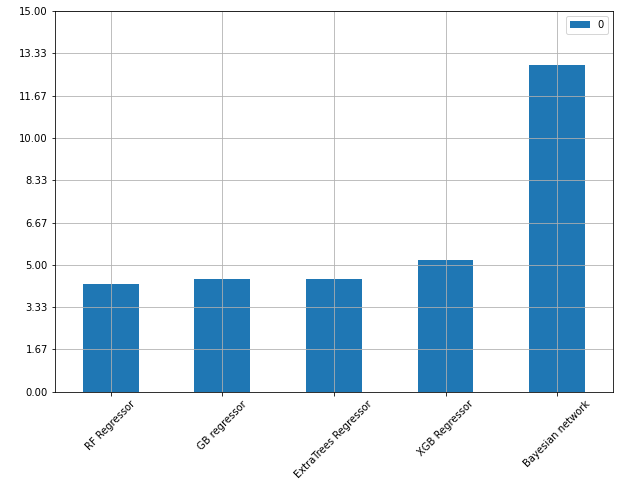 15.00
13.33
11.67
10.00
8.33
6.67
5.00
3.33
1.67
0.00
0
RF Regressor
GB regressor
ExtraTrees Regressor
XGB Regressor
Bayesian network